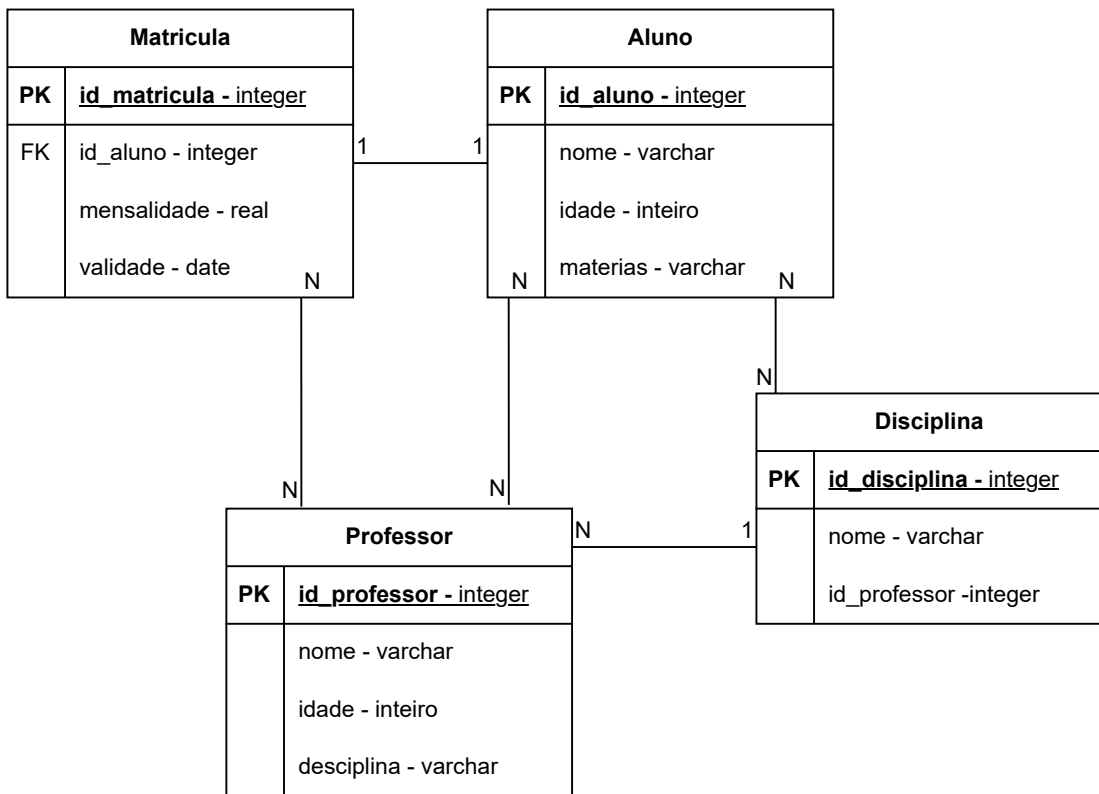 Matricula
PK id_matricula - integer
FK id_aluno - integer
mensalidade - real
validade - date
N
1
1
Aluno
PK id_aluno - integer
nome - varchar
idade - inteiro
materias - varchar
N
N
N
N
N
Disciplina
PK id_disciplina - integer
nome - varchar
id_professor -integer
N
1
Professor
PK id_professor - integer
nome - varchar
idade - inteiro
desciplina - varchar